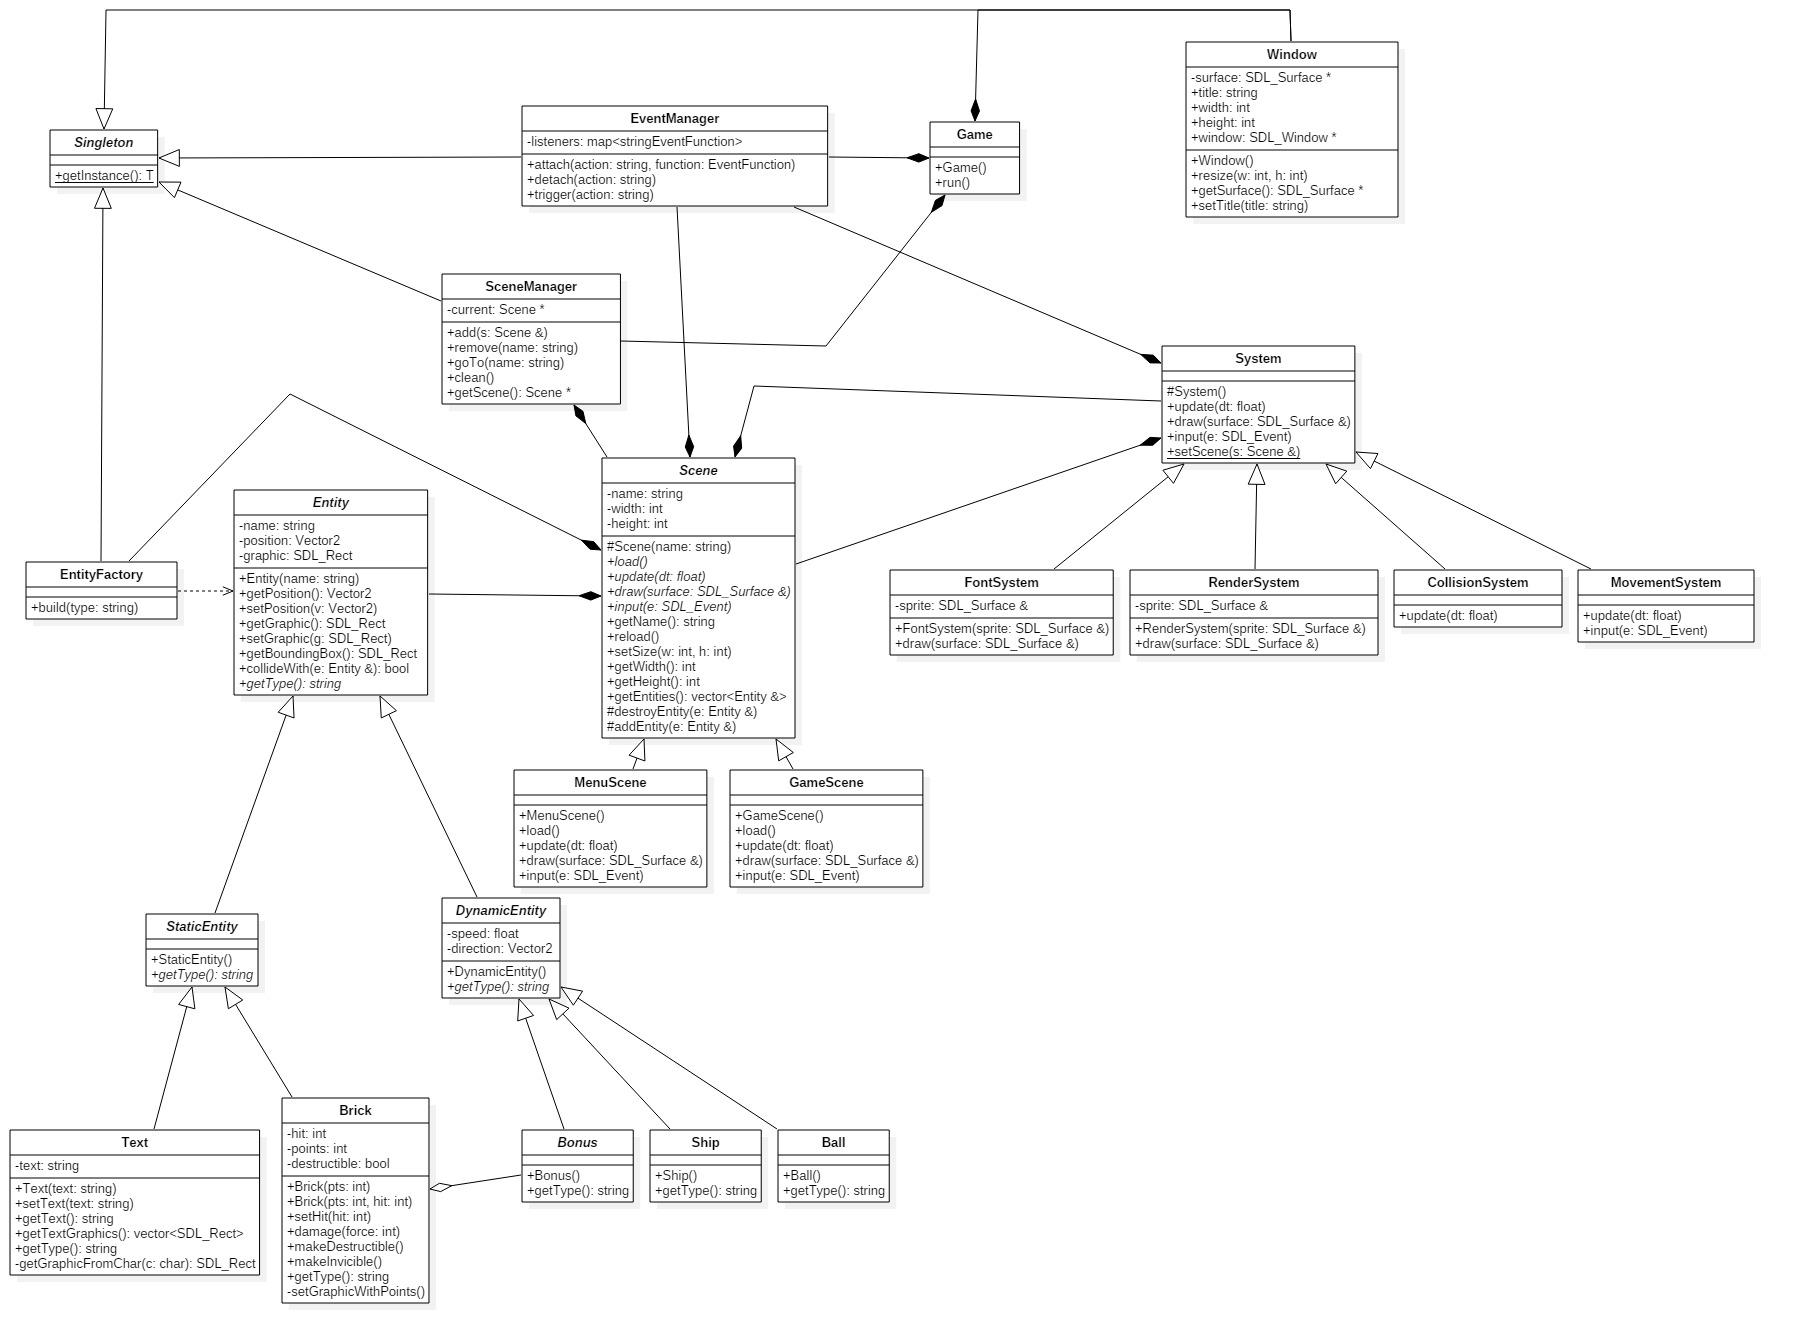 Window
-surface: SDL_Surface *
+title: string
+width: int
+height: int
+window: SDL_Window *
+Window()
+resize(w: int, h: int)
+getSurface(): SDL_Surface *
+setTitle(title: string)
Singleton
+getInstance(): T
EventManager
-listeners: map<stringEventFunction>
+attach(action: string, function: EventFunction)
+detach(action: string)
+trigger(action: string)
Game
+Game()
+run()
SceneManager
-current: Scene *
+add(s: Scene &)
+remove(name: string)
+goTo(name: string)
+clean()
+getScene(): Scene *
System
#System()
+update(dt: float)
+draw(surface: SDL_Surface &)
+input(e: SDL_Event)
+setScene(s: Scene &)
Scene
-name: string
-width: int
-height: int
#Scene(name: string)
+load()
+update(dt: float)
+draw(surface: SDL_Surface &)
+input(e: SDL_Event)
+getName(): string
+reload()
+setSize(w: int, h: int)
+getWidth(): int
+getHeight(): int
+getEntities(): vector<Entity &>
#destroyEntity(e: Entity &)
#addEntity(e: Entity &)
Entity
-name: string
-position: Vector2
-graphic: SDL_Rect
+Entity(name: string)
+getPosition(): Vector2
+setPosition(v: Vector2)
+getGraphic(): SDL_Rect
+setGraphic(g: SDL_Rect)
+getBoundingBox(): SDL_Rect
+collideWith(e: Entity &): bool
+getType(): string
EntityFactory
+build(type: string)
FontSystem
-sprite: SDL_Surface &
+FontSystem(sprite: SDL_Surface &)
+draw(surface: SDL_Surface &)
RenderSystem
-sprite: SDL_Surface &
+RenderSystem(sprite: SDL_Surface &)
+draw(surface: SDL_Surface &)
CollisionSystem
+update(dt: float)
MovementSystem
+update(dt: float)
+input(e: SDL_Event)
MenuScene
+MenuScene()
+load()
+update(dt: float)
+draw(surface: SDL_Surface &)
+input(e: SDL_Event)
GameScene
+GameScene()
+load()
+update(dt: float)
+draw(surface: SDL_Surface &)
+input(e: SDL_Event)
StaticEntity
+StaticEntity()
+getType(): string
DynamicEntity
-speed: float
-direction: Vector2
+DynamicEntity()
+getType(): string
Text
-text: string
+Text(text: string)
+setText(text: string)
+getText(): string
+getTextGraphics(): vector<SDL_Rect>
+getType(): string
-getGraphicFromChar(c: char): SDL_Rect
Brick
-hit: int
-points: int
-destructible: bool
+Brick(pts: int)
+Brick(pts: int, hit: int)
+setHit(hit: int)
+damage(force: int)
+makeDestructible()
+makeInvicible()
+getType(): string
-setGraphicWithPoints()
Bonus
+Bonus()
+getType(): string
Ship
+Ship()
+getType(): string
Ball
+Ball()
+getType(): string